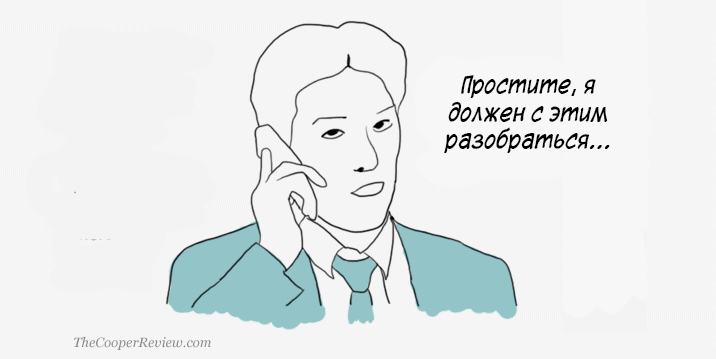 Простите, я
должен с этим
разобраться...
TheCooperReview.com